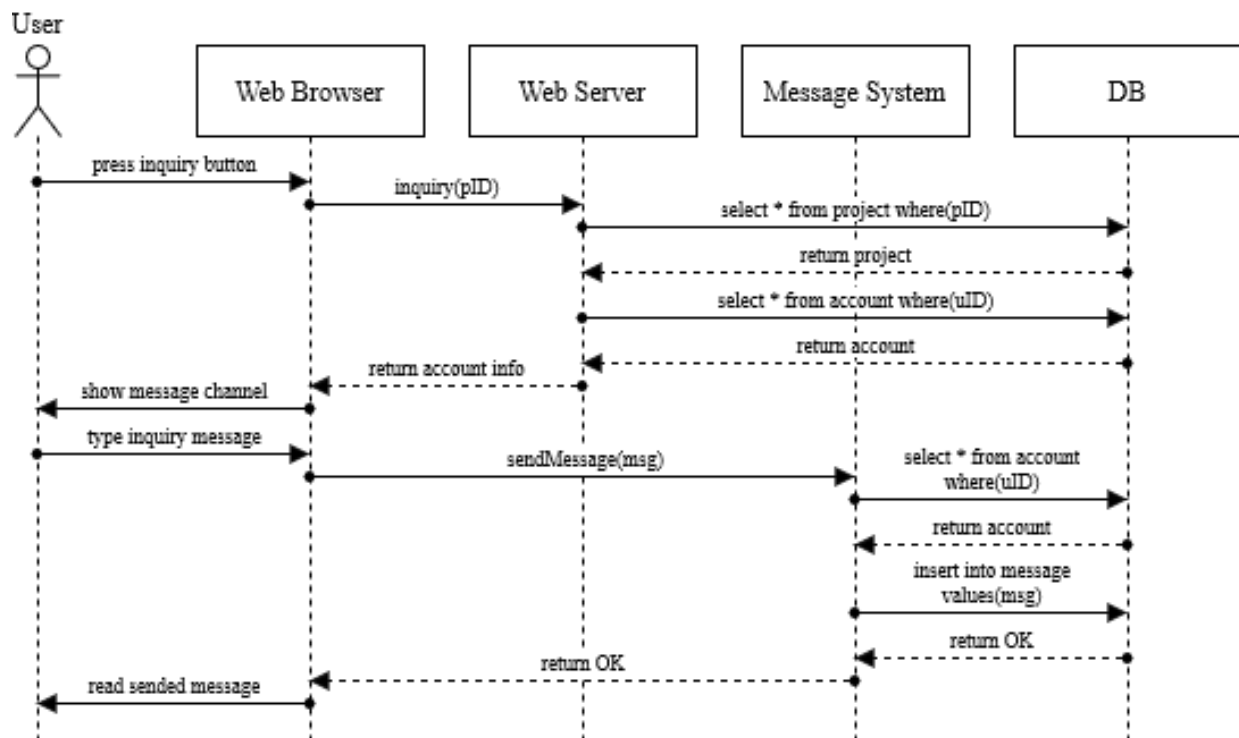 User
Web Browser
Web Server
Message System
DB
press inquiry button
inquiry(pID)
select * from project where(pID)
return project
select * from account where(uID)
return account
return account info
show message channel
type inquiry message
sendMessage(msg)
select * from account
where(uID)
return account
insert into message
values(msg)
return OK
return OK
read sended message